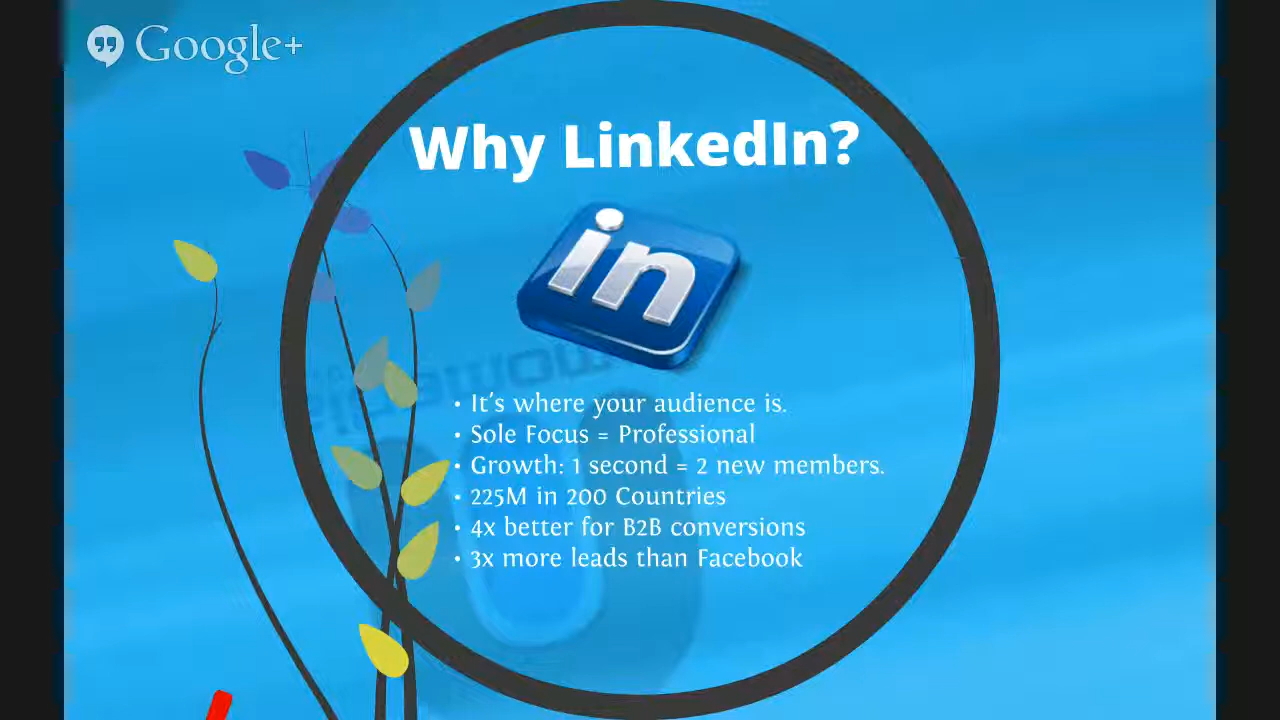 Google+
Why LinkedIn?
in
• It's where your audience is.
• Sole Focus = Professional
• Growth: 1 second = 2 new members.
• 225M in 200 Countries
• 4x better for B2B conversions
• 3x more leads than Facebook